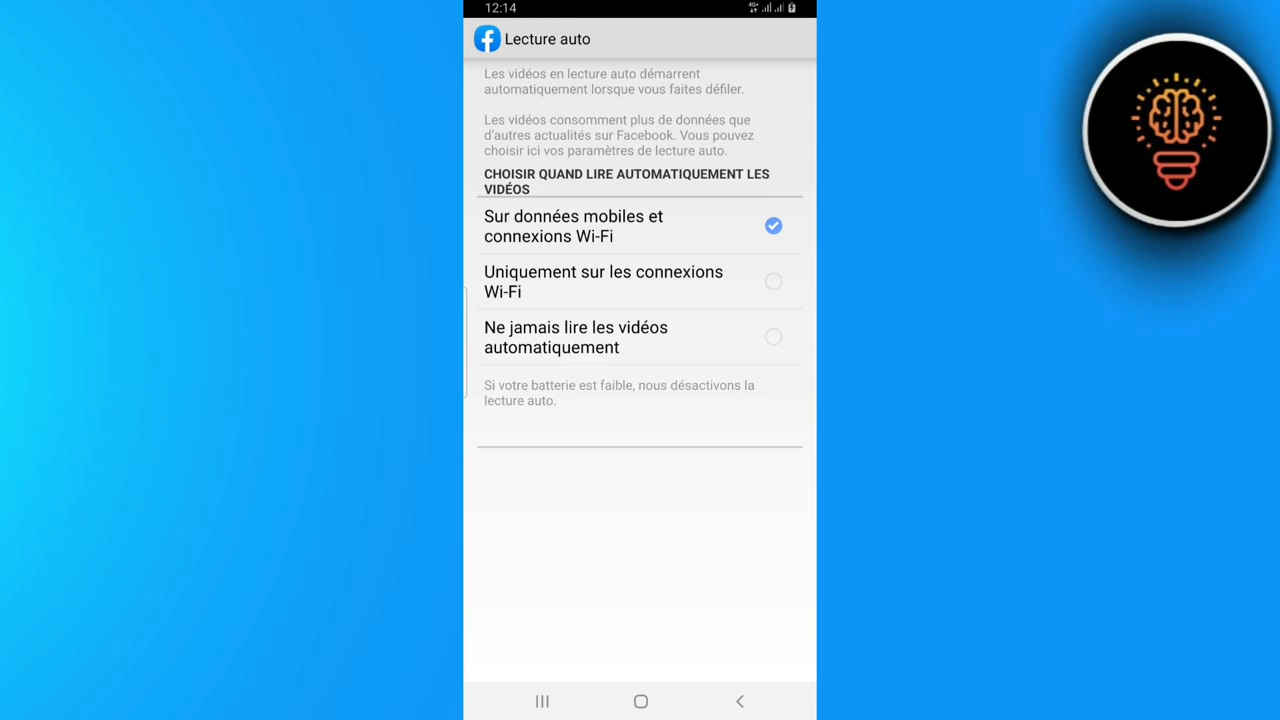 12:14
4G+
Lecture auto
Les vidéos en lecture auto démarrent
automatiquement lorsque vous faites défiler.
Les vidéos consomment plus de données que
d'autres actualités sur Facebook. Vous pouvez
choisir ici vos paramètres de lecture auto.
CHOISIR QUAND LIRE AUTOMATIQUEMENT LES
VIDÉOS
Sur données mobiles et
connexions Wi-Fi
Uniquement sur les connexions
Wi-Fi
Ne jamais lire les vidéos
automatiquement
Si votre batterie est faible, nous désactivons la
lecture auto.